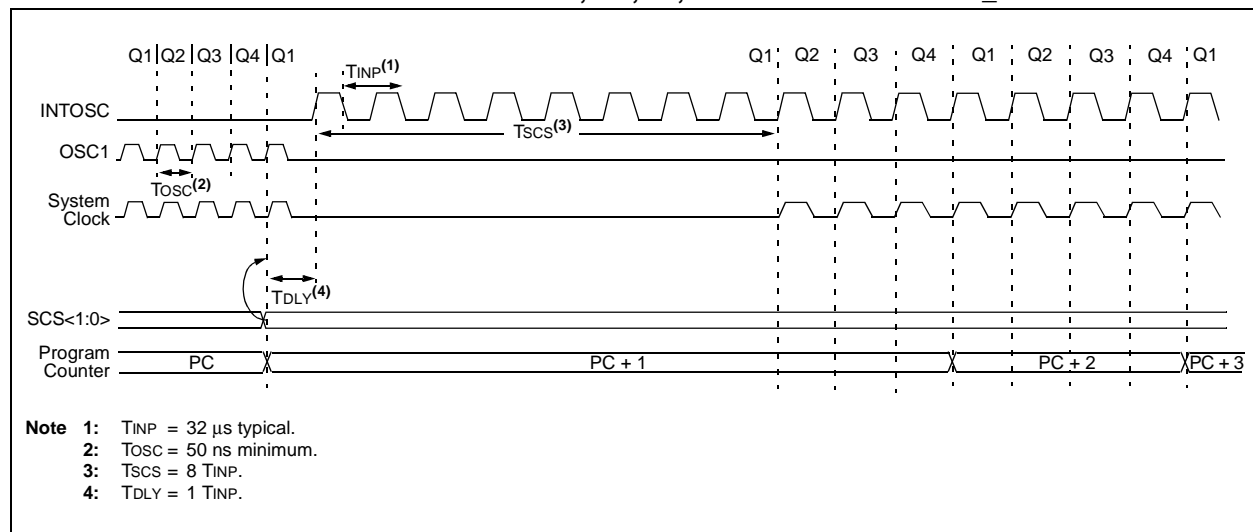 Q1 Q2 Q3 Q4 Q1 Q1 Q2 Q3 Q4 Q1 Q2 Q3 Q4 Q1
TINP(1)
INTOSC
TSCS(3)
OSC1
TOSC(2)
System
Clock
TDLY(4)
SCS<1:0>
Program
Counter
PC PC + 1 PC + 2 PC + 3
Note 1: TINP = 32 μs typical.
2: TOSC = 50 ns minimum.
3: TSCS = 8 TINP.
4: TDLY = 1 TINP.